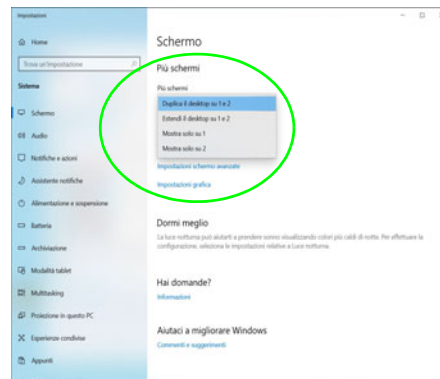 Impostazioni
Home
Trova un'impostazione
Sistema
Schermo
Audio
Notifiche e azioni
Assistente notifiche
Alimentazione e sospensione
Batteria
Archiviazione
Modalità tablet
Multitasking
Proiezione in questo PC
Esperienze condivise
Appunti
Schermo
Più schermi
Più schermi
Duplica il desktop su 1 e 2
Estendi il desktop su 1 e 2
Mostra solo su 1
Mostra solo su 2
Impostazioni schermo avanzate
Impostazioni grafica
Dormi meglio
La luce notturna può aiutarti a prendere sonno visualizzando colori più caldi di notte. Per effettuare la
configurazione, seleziona le impostazioni relative a Luce notturna.
Hai domande?
Informazioni
Aiutaci a migliorare Windows
Commenti e suggerimenti